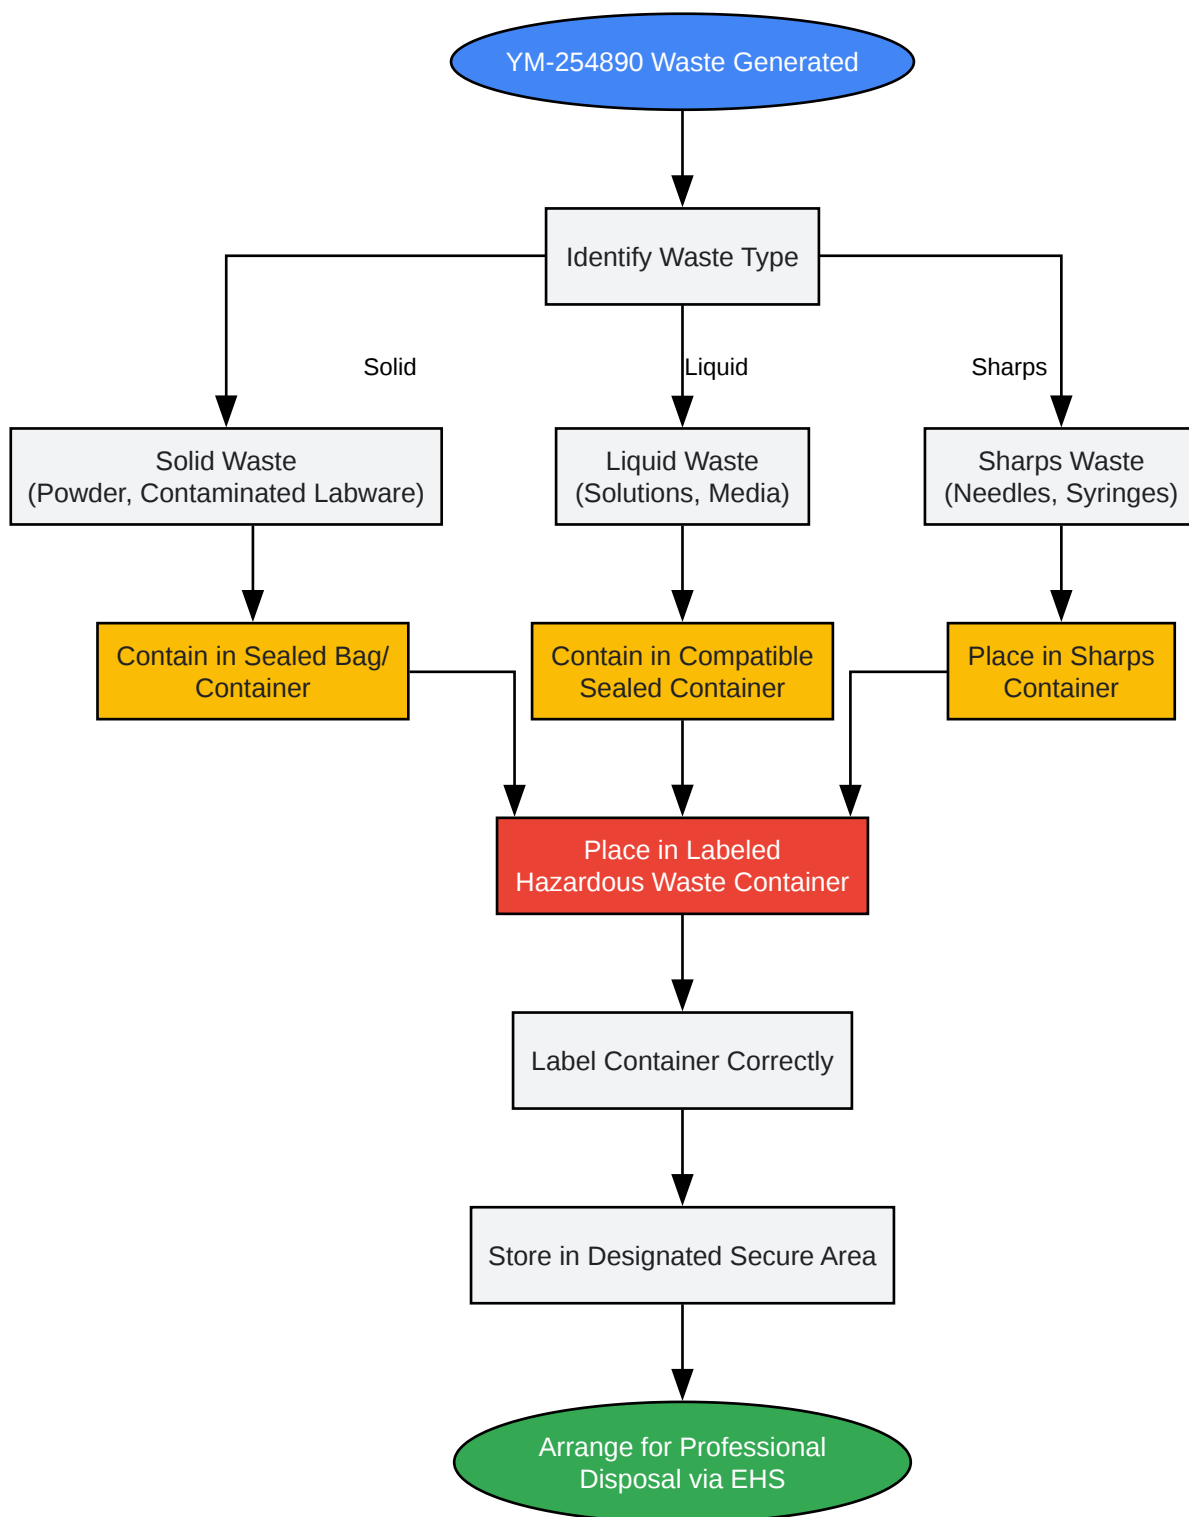 YM-254890 Waste Generated
Identify Waste Type
Solid
Liquid
Sharps
Solid Waste
(Powder, Contaminated Labware)
Liquid Waste
(Solutions, Media)
Sharps Waste
(Needles, Syringes)
Contain in Sealed Bag/
Container
Contain in Compatible
Sealed Container
Place in Sharps
Container
Place in Labeled
Hazardous Waste Container
Label Container Correctly
Store in Designated Secure Area
Arrange for Professional
Disposal via EHS